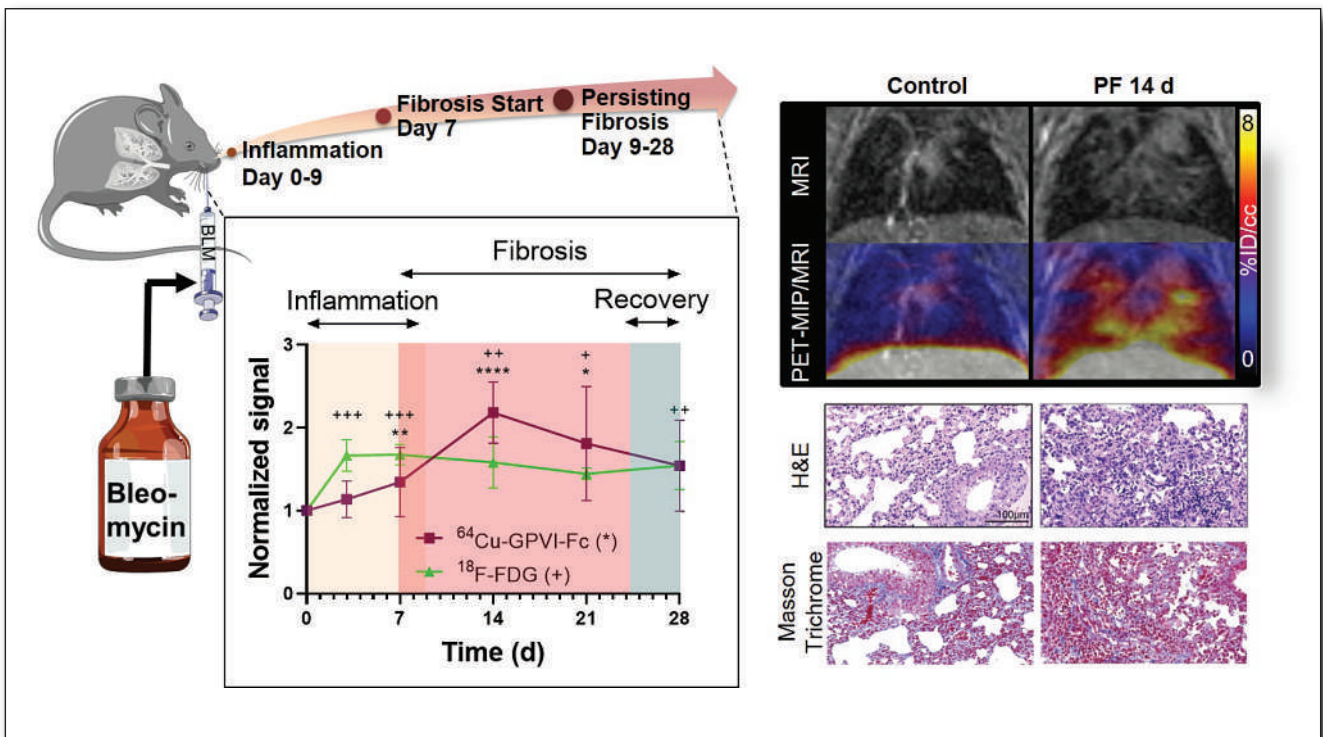 Inflammation
Day 0-9
Fibrosis Start
Day 7
Persisting
Fibrosis
Day 9-28
BLM
Bleo-
mycin
Fibrosis
Inflammation
Recovery
Normalized signal
3
2
1
0
+++
+++
**
++
****
+
*
++
64Cu-GPVI-Fc (*)
18F-FDG (+)
0
7
14
21
28
Time (d)
Control
PF 14 d
MRI
PET-MIP/MRI
8
%ID/cc
0
H&E
100µm
Masson
Trichrome